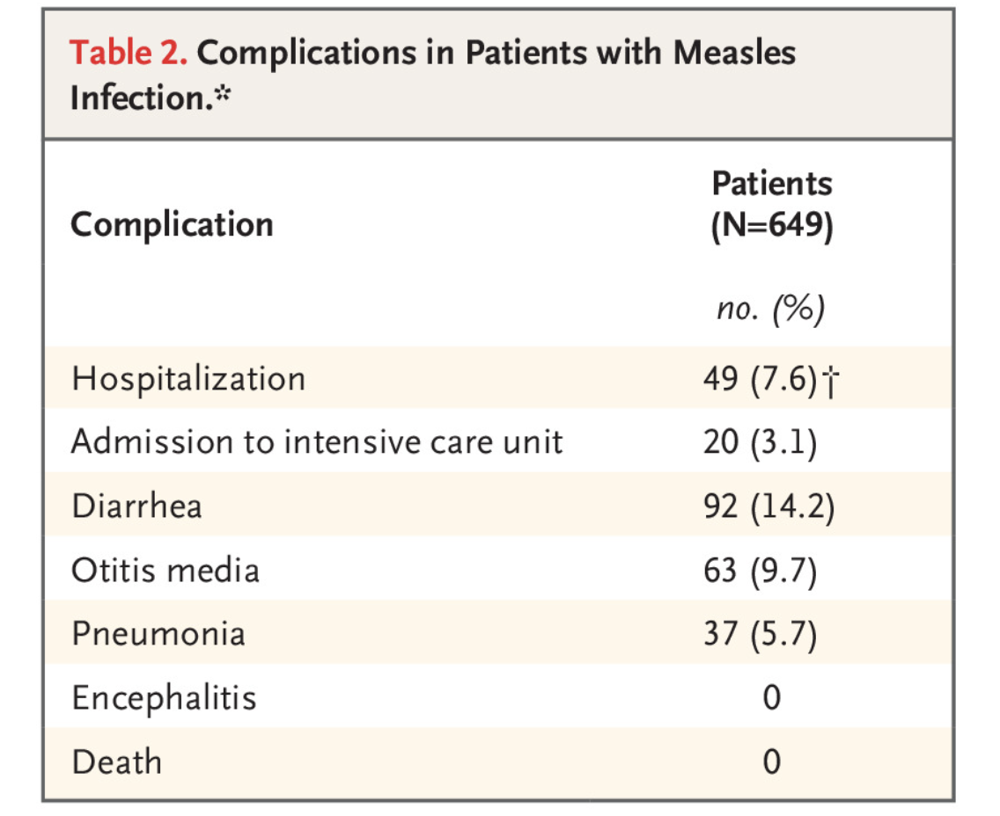 Table 2. Complications in Patients with Measles
Infection.*
Complication
Patients
(N=649)
no. (%)
Hospitalization 49 (7.6)†
Admission to intensive care unit 20 (3.1)
Diarrhea 92 (14.2)
Otitis media 63 (9.7)
Pneumonia 37 (5.7)
Encephalitis 0
Death 0